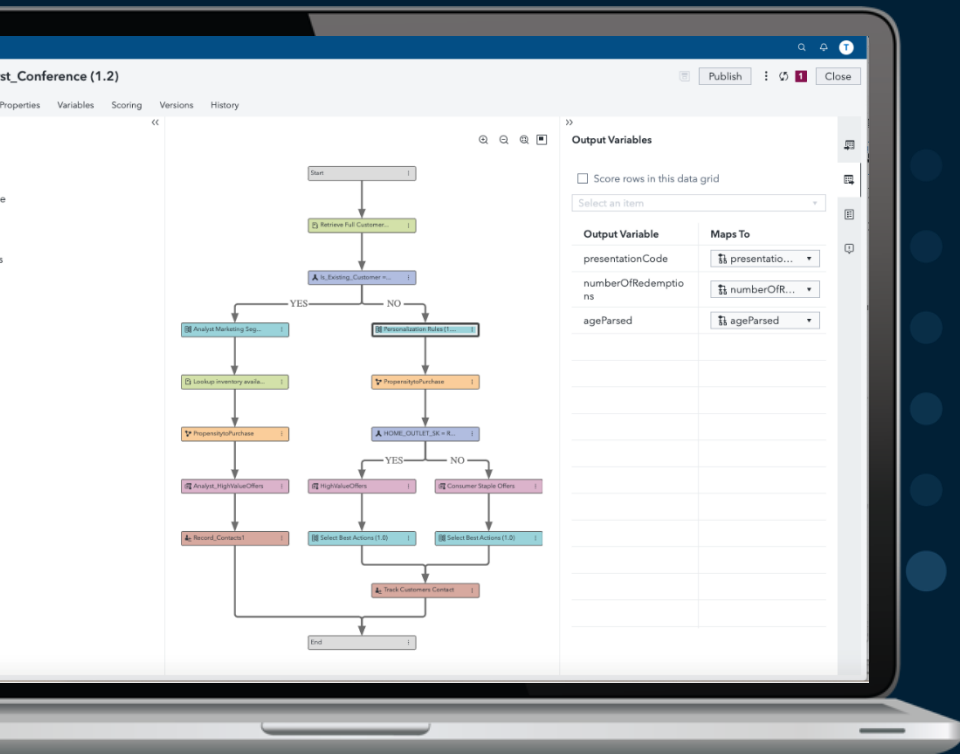 T
st_Conference (1.2)
Publish
1
Close
Properties Variables Scoring Versions History
Output Variables
Start
Score rows in this data grid
e
Select an item
Retrieve Full Customer...
Output Variable Maps To
s
presentationCode presentatio...
Is_Existing_Customer =...
numberOfRedemptio
ns
numberOfR...
YES NO
ageParsed ageParsed
Analyst Marketing Seg... Personalization Rules (1....
Lookup inventory availa... PropensitytoPurchase
PropensitytoPurchase HOME_OUTLET_SK = R...
YES NO
Analyst_HighValueOffers HighValueOffers Consumer Staple Offers
Record_Contacts1 Select Best Actions (1.0) Select Best Actions (1.0)
Track Customers Contact
End